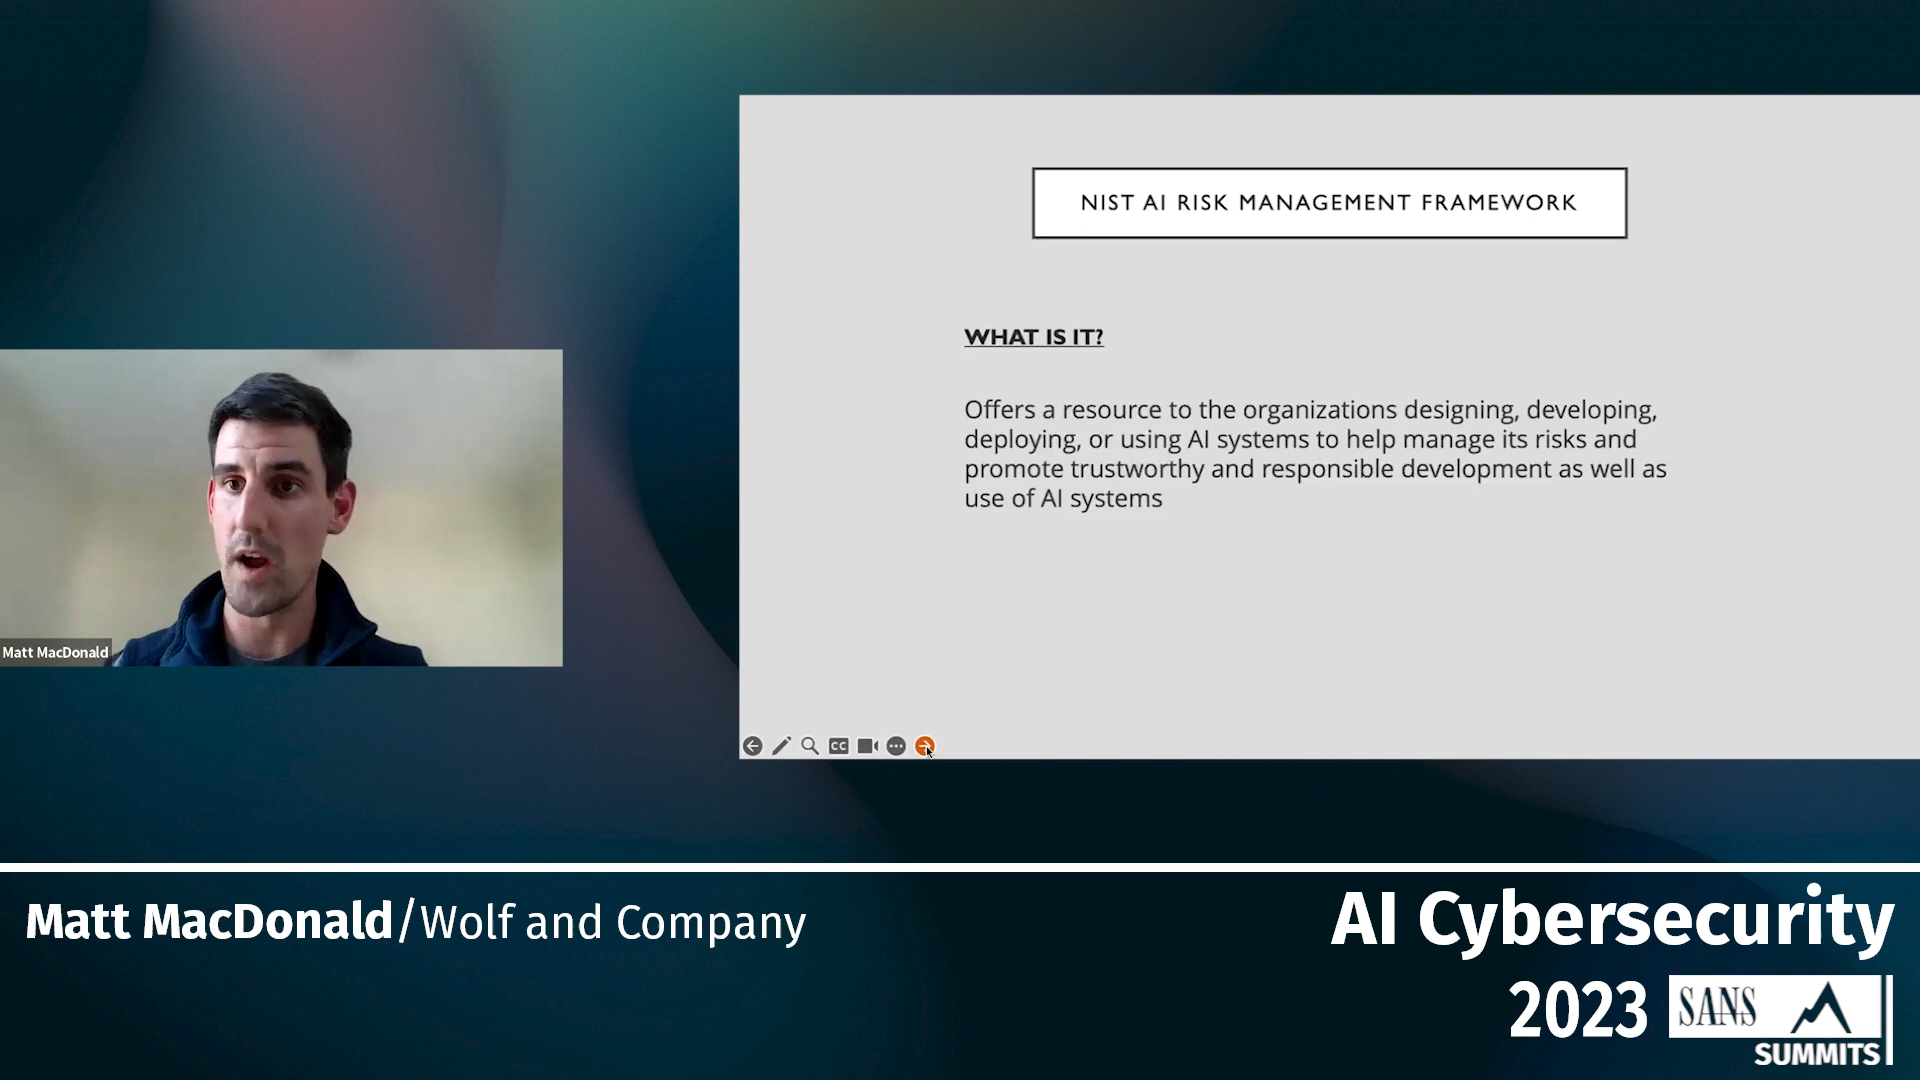 NIST AI RISK MANAGEMENT FRAMEWORK
WHAT IS IT?
Offers a resource to the organizations designing, developing,
deploying, or using AI systems to help manage its risks and
promote trustworthy and responsible development as well as
use of AI systems
CC
Matt MacDonald
Matt MacDonald/Wolf and Company
AI Cybersecurity
2023
SANS
SUMMITS